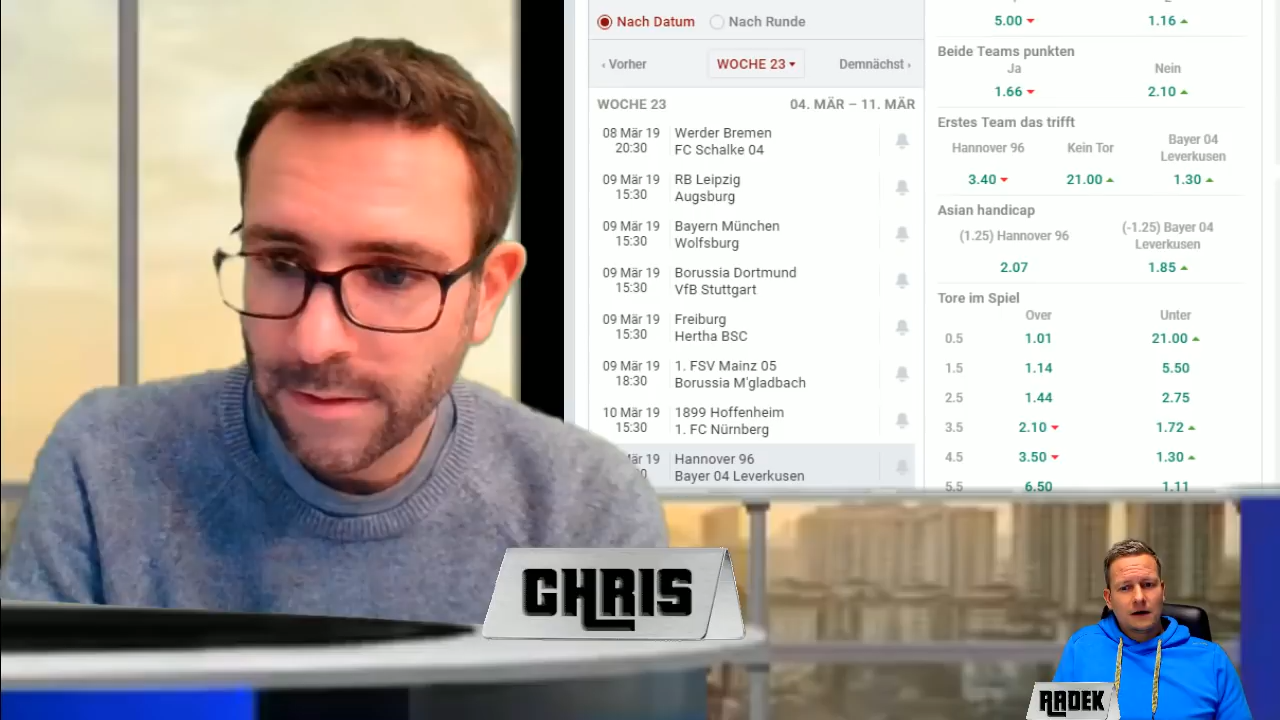 Nach Datum
Nach Runde
‹ Vorher
WOCHE 23
Demnächst ›
WOCHE 23
04. MÄR – 11. MÄR
08 Mär 19
20:30
Werder Bremen
FC Schalke 04
09 Mär 19
15:30
RB Leipzig
Augsburg
09 Mär 19
15:30
Bayern München
Wolfsburg
09 Mär 19
15:30
Borussia Dortmund
VfB Stuttgart
09 Mär 19
15:30
Freiburg
Hertha BSC
09 Mär 19
18:30
1. FSV Mainz 05
Borussia M'gladbach
10 Mär 19
15:30
1899 Hoffenheim
1. FC Nürnberg
är 19
Hannover 96
Bayer 04 Leverkusen
5.00
1.16
Beide Teams punkten
Ja
Nein
1.66
2.10
Erstes Team das trifft
Hannover 96
Kein Tor
Bayer 04
Leverkusen
3.40
21.00
1.30
Asian handicap
(1.25) Hannover 96
(-1.25) Bayer 04
Leverkusen
2.07
1.85
Tore im Spiel
Over
Unter
0.5 1.01 21.00
1.5 1.14 5.50
2.5 1.44 2.75
3.5 2.10 1.72
4.5 3.50 1.30
5.5 6.50 1.11
CHRIS
RADEK